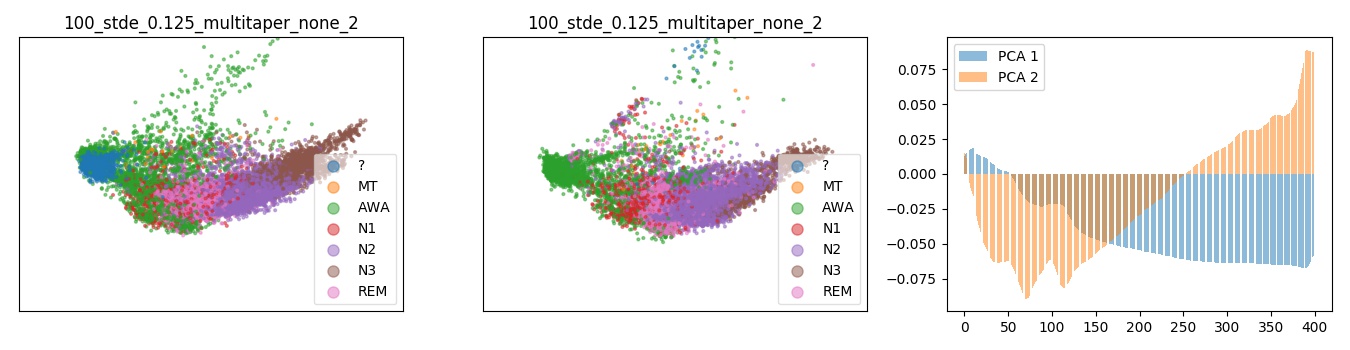 100_stde_0.125_multitaper_none_2
?
MT
AWA
N1
N2
N3
REM
100_stde_0.125_multitaper_none_2
?
MT
AWA
N1
N2
N3
REM
PCA 1
PCA 2
0.075
0.050
0.025
0.000
−0.025
−0.050
−0.075
0 50 100 150 200 250 300 350 400